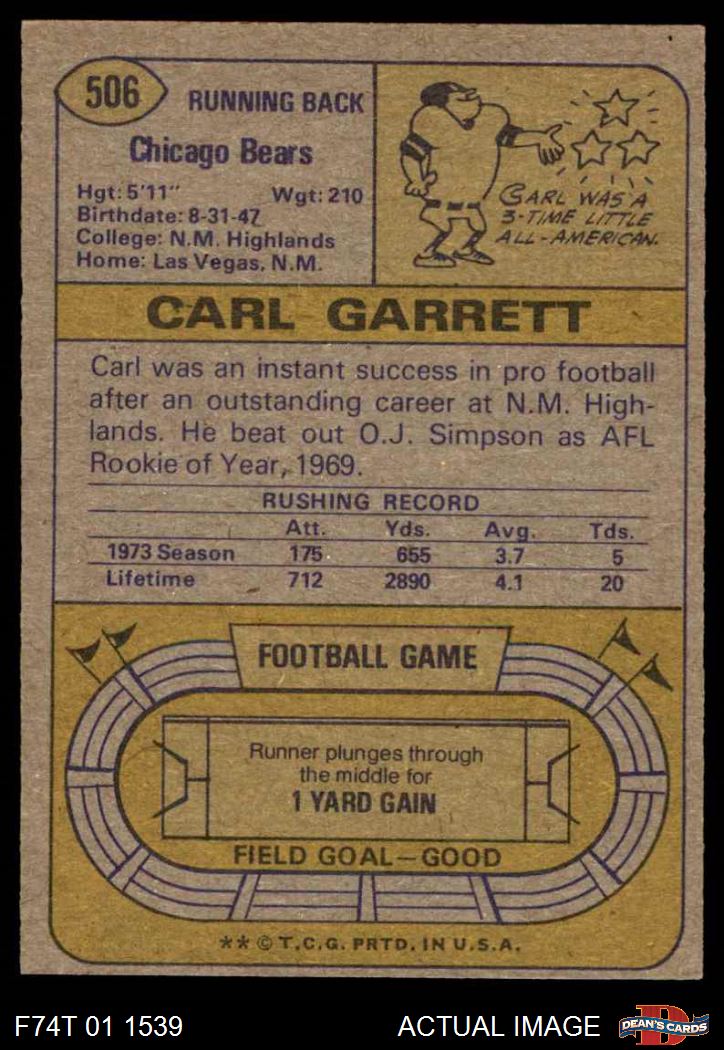 506
RUNNING BACK
Chicago Bears
Hgt: 5'11" Wgt: 210
Birthdate: 8-31-47
College: N.M. Highlands
Home: Las Vegas, N.M.
CARL WAS A
3-TIME LITTLE
ALL-AMERICAN.
CARL GARRETT
Carl was an instant success in pro football
after an outstanding career at N.M. High-
lands. He beat out O.J. Simpson as AFL
Rookie of Year, 1969.
RUSHING RECORD
Att. Yds. Avg. Tds.
1973 Season 175 655 3.7 5
Lifetime 712 2890 4.1 20
FOOTBALL GAME
Runner plunges through
the middle for
1 YARD GAIN
FIELD GOAL—GOOD
** © T.C.G. PRTD. IN U.S.A.
F74T 01 1539 ACTUAL IMAGE
D
DEAN'S CARDS